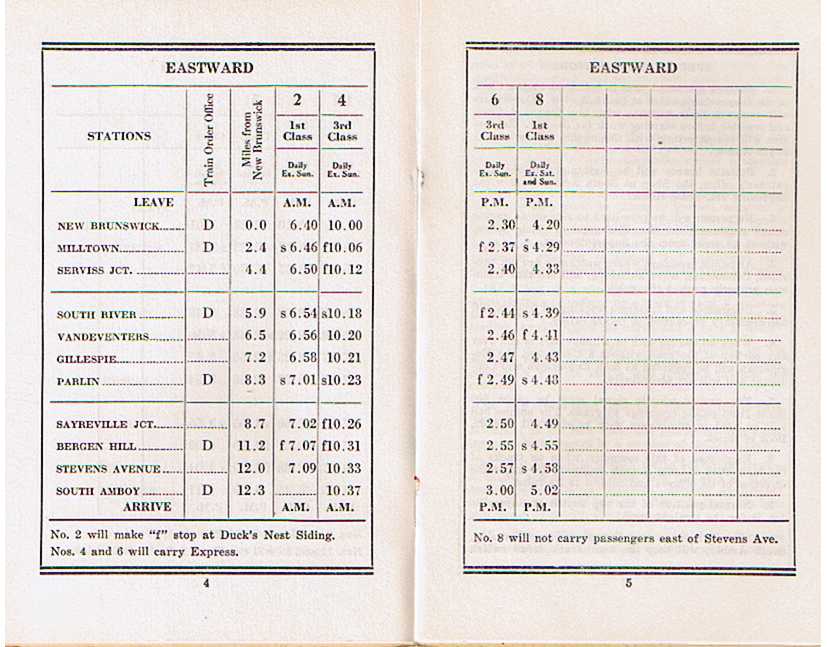 EASTWARD
STATIONS Train Order Office Miles from New Brunswick 2 4
1st Class 3rd Class
Daily Ex. Sun. Daily Ex. Sun.
LEAVE A.M. A.M.
NEW BRUNSWICK D 0.0 6.40 10.00
MILLTOWN D 2.4 s 6.46 f10.06
SERVISS JCT. 4.4 6.50 f10.12
SOUTH RIVER D 5.9 s 6.54 s10.18
VANDEVENTERS 6.5 6.56 10.20
GILLESPIE 7.2 6.58 10.21
PARLIN D 8.3 s 7.01 s10.23
SAYREVILLE JCT. 8.7 7.02 f10.26
BERGEN HILL D 11.2 f 7.07 f10.31
STEVENS AVENUE 12.0 7.09 10.33
SOUTH AMBOY D 12.3 10.37
ARRIVE A.M. A.M.
No. 2 will make "f" stop at Duck's Nest Siding.
Nos. 4 and 6 will carry Express.
4
EASTWARD
6 8
3rd Class 1st Class
Daily Ex. Sun. Daily Ex. Sat. and Sun.
P.M. P.M.
2.30 4.20
f 2.37 s 4.29
2.40 4.33
f 2.44 s 4.39
2.46 f 4.41
2.47 4.43
f 2.49 s 4.48
2.50 4.49
2.55 s 4.55
2.57 s 4.58
3.00 5.02
P.M. P.M.
No. 8 will not carry passengers east of Stevens Ave.
5